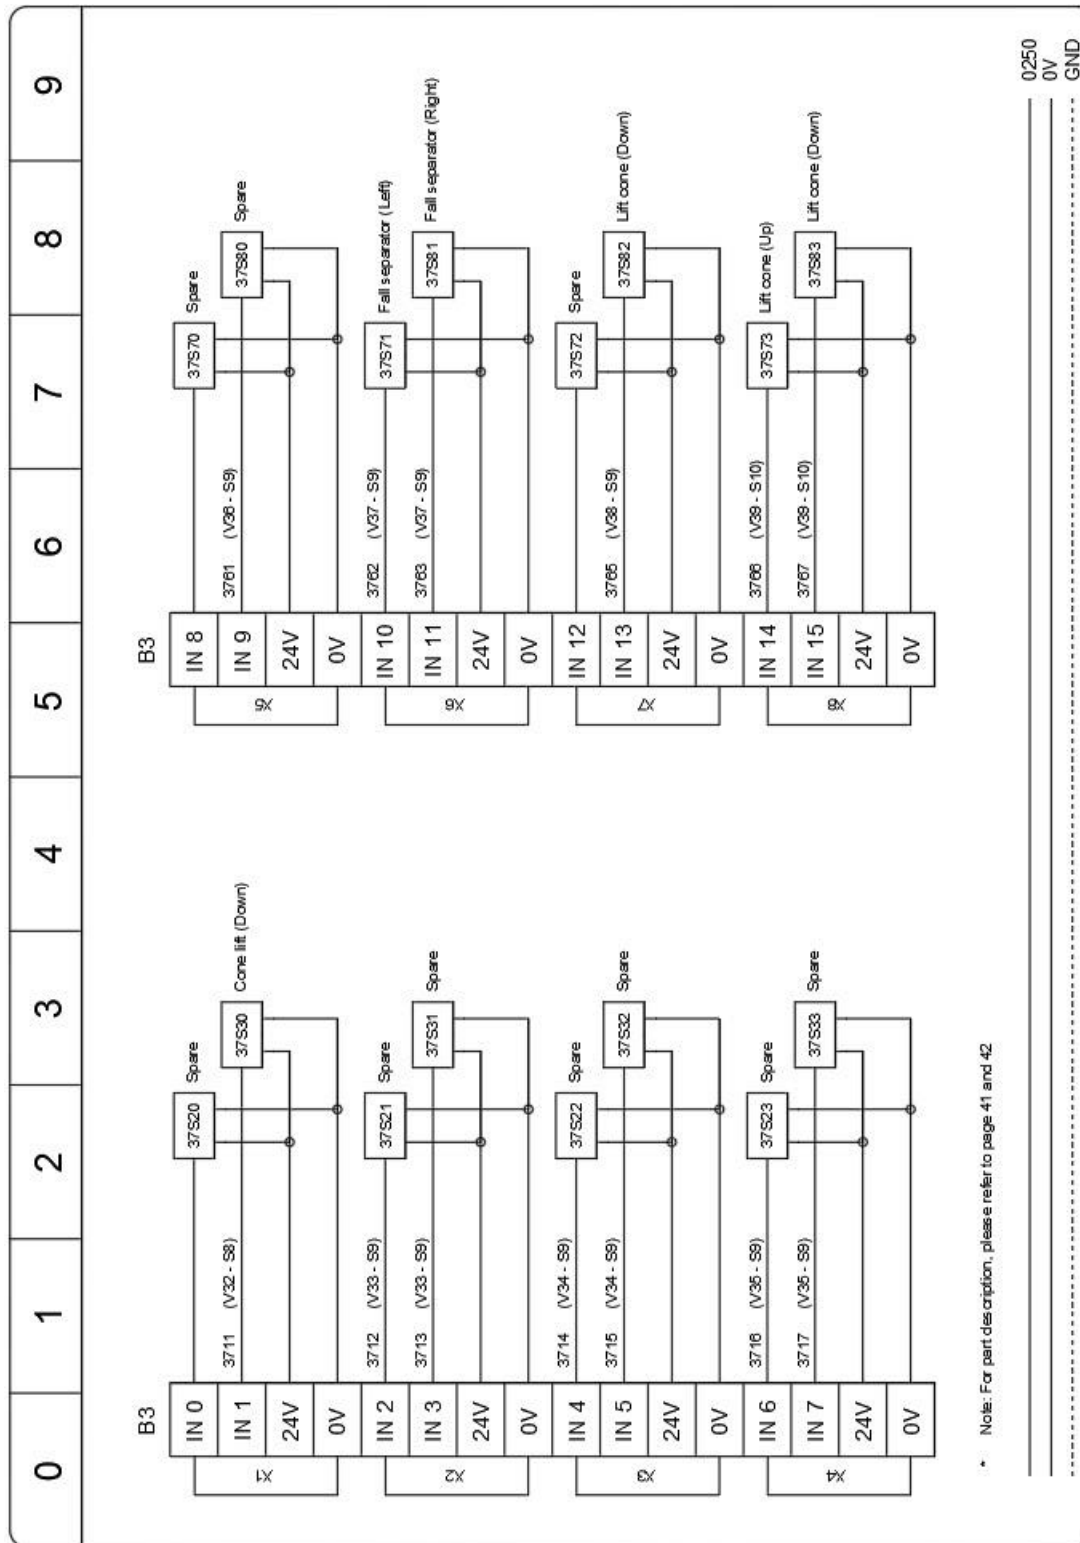 0 1 2 3 4 5 6 7 8 9
B3
IN 0
Spare
37S20
IN 1
3711 (V32 - S8)
37S30
Cone lift (Down)
24V
0V
X1
IN 2
3712 (V33 - S9)
37S21
Spare
IN 3
3713 (V33 - S9)
37S31
Spare
24V
0V
X2
IN 4
3714 (V34 - S9)
37S22
Spare
IN 5
3715 (V34 - S9)
37S32
Spare
24V
0V
X3
IN 6
3716 (V35 - S9)
37S23
Spare
IN 7
3717 (V35 - S9)
37S33
Spare
24V
0V
X4
B3
IN 8
37S70
Spare
IN 9
3761 (V36 - S9)
37S80
Spare
24V
0V
X5
IN 10
3762 (V37 - S9)
37S71
Fall separator (Left)
IN 11
3763 (V37 - S9)
37S81
Fall separator (Right)
24V
0V
X6
IN 12
37S72
Spare
IN 13
3765 (V38 - S9)
37S82
Lift cone (Down)
24V
0V
X7
IN 14
3766 (V39 - S10)
37S73
Lift cone (Up)
IN 15
3767 (V39 - S10)
37S83
Lift cone (Down)
24V
0V
X8
* Note: For part description, please refer to page 41 and 42
0250
0V
GND